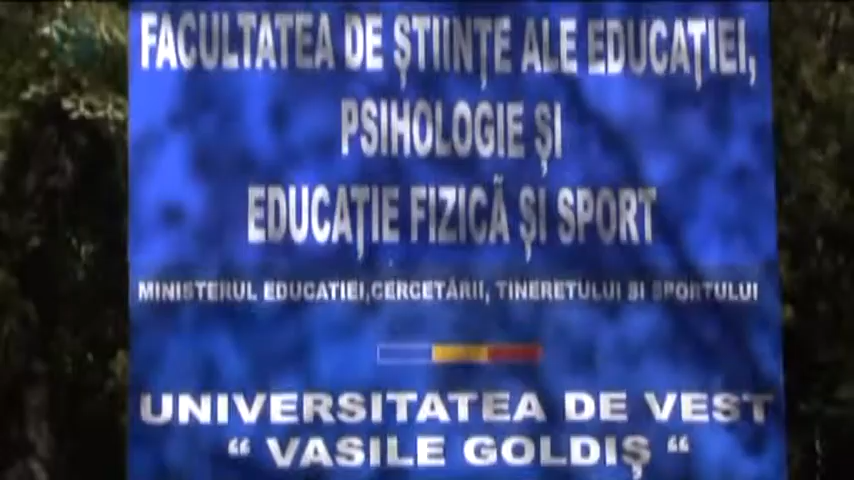 FACULTATEA DE ŞTIINŢE ALE EDUCAŢIEI,
PSIHOLOGIE ŞI
EDUCAŢIE FIZICĂ ŞI SPORT
MINISTERUL EDUCATIEI,CERCETĂRII, TINERETULUI SI SPORTULUI
UNIVERSITATEA DE VEST
“ VASILE GOLDIŞ “